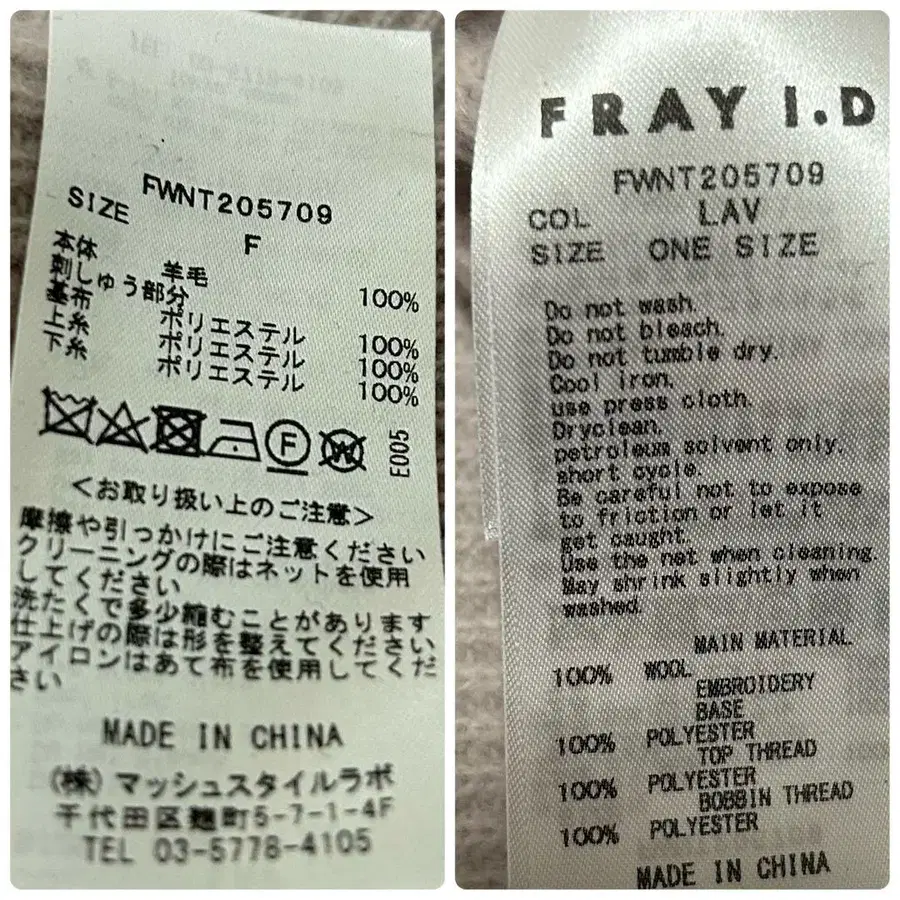 FWNT205709
SIZE F
本体 羊毛 100%
刺しゅう部分
基布 ポリエステル 100%
上糸 ポリエステル 100%
下糸 ポリエステル 100%
F W E005
<お取り扱い上のご注意>
摩擦や引っかけにご注意ください
クリーニングの際はネットを使用
してください
洗たくで多少縮むことがあります
仕上げの際は形を整えてください
アイロンはあて布を使用してくだ
さい
MADE IN CHINA
(株)マッシュスタイルラボ
千代田区麹町5-7-1-4F
TEL 03-5778-4105
FRAY I.D
FWNT205709
COL LAV
SIZE ONE SIZE
Do not wash.
Do not bleach.
Do not tumble dry.
Cool iron.
use press cloth.
Dryclean.
petroleum solvent only.
short cycle.
Be careful not to expose
to friction or let it
get caught.
Use the net when cleaning.
May shrink slightly when
washed.
MAIN MATERIAL
100% WOOL
EMBROIDERY
BASE
100% POLYESTER
TOP THREAD
100% POLYESTER
BOBBIN THREAD
100% POLYESTER
MADE IN CHINA